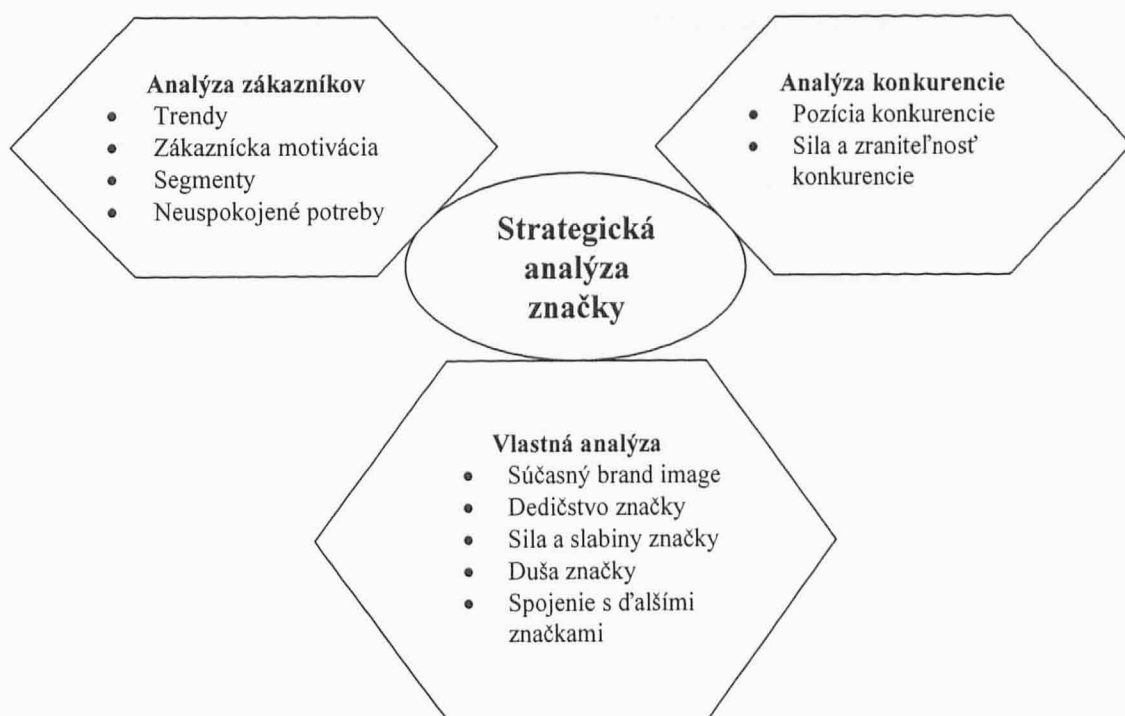 Analýza zákazníkov
• Trendy
• Zákaznícka motivácia
• Segmenty
• Neuspokojené potreby
Analýza konkurencie
• Pozícia konkurencie
• Sila a zraniteľnosť
konkurencie
Strategická
analýza
značky
Vlastná analýza
• Súčasný brand image
• Dedičstvo značky
• Sila a slabiny značky
• Duša značky
• Spojenie s ďalšími
značkami